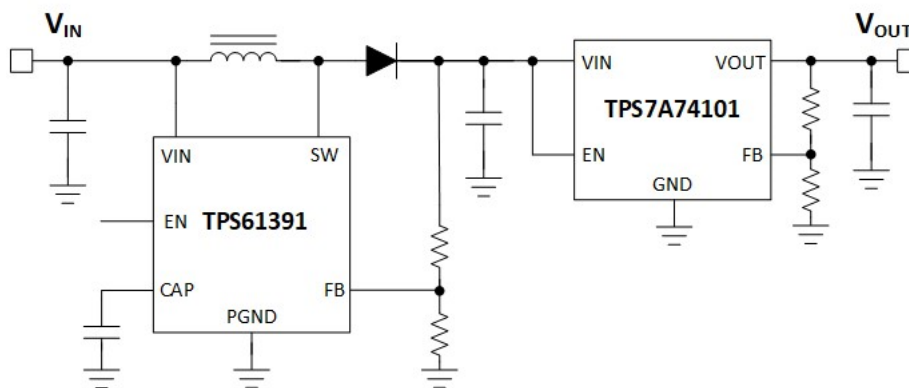 VIN
VOUT
VIN
SW
EN
TPS61391
CAP
FB
PGND
VIN
VOUT
TPS7A74101
EN
FB
GND